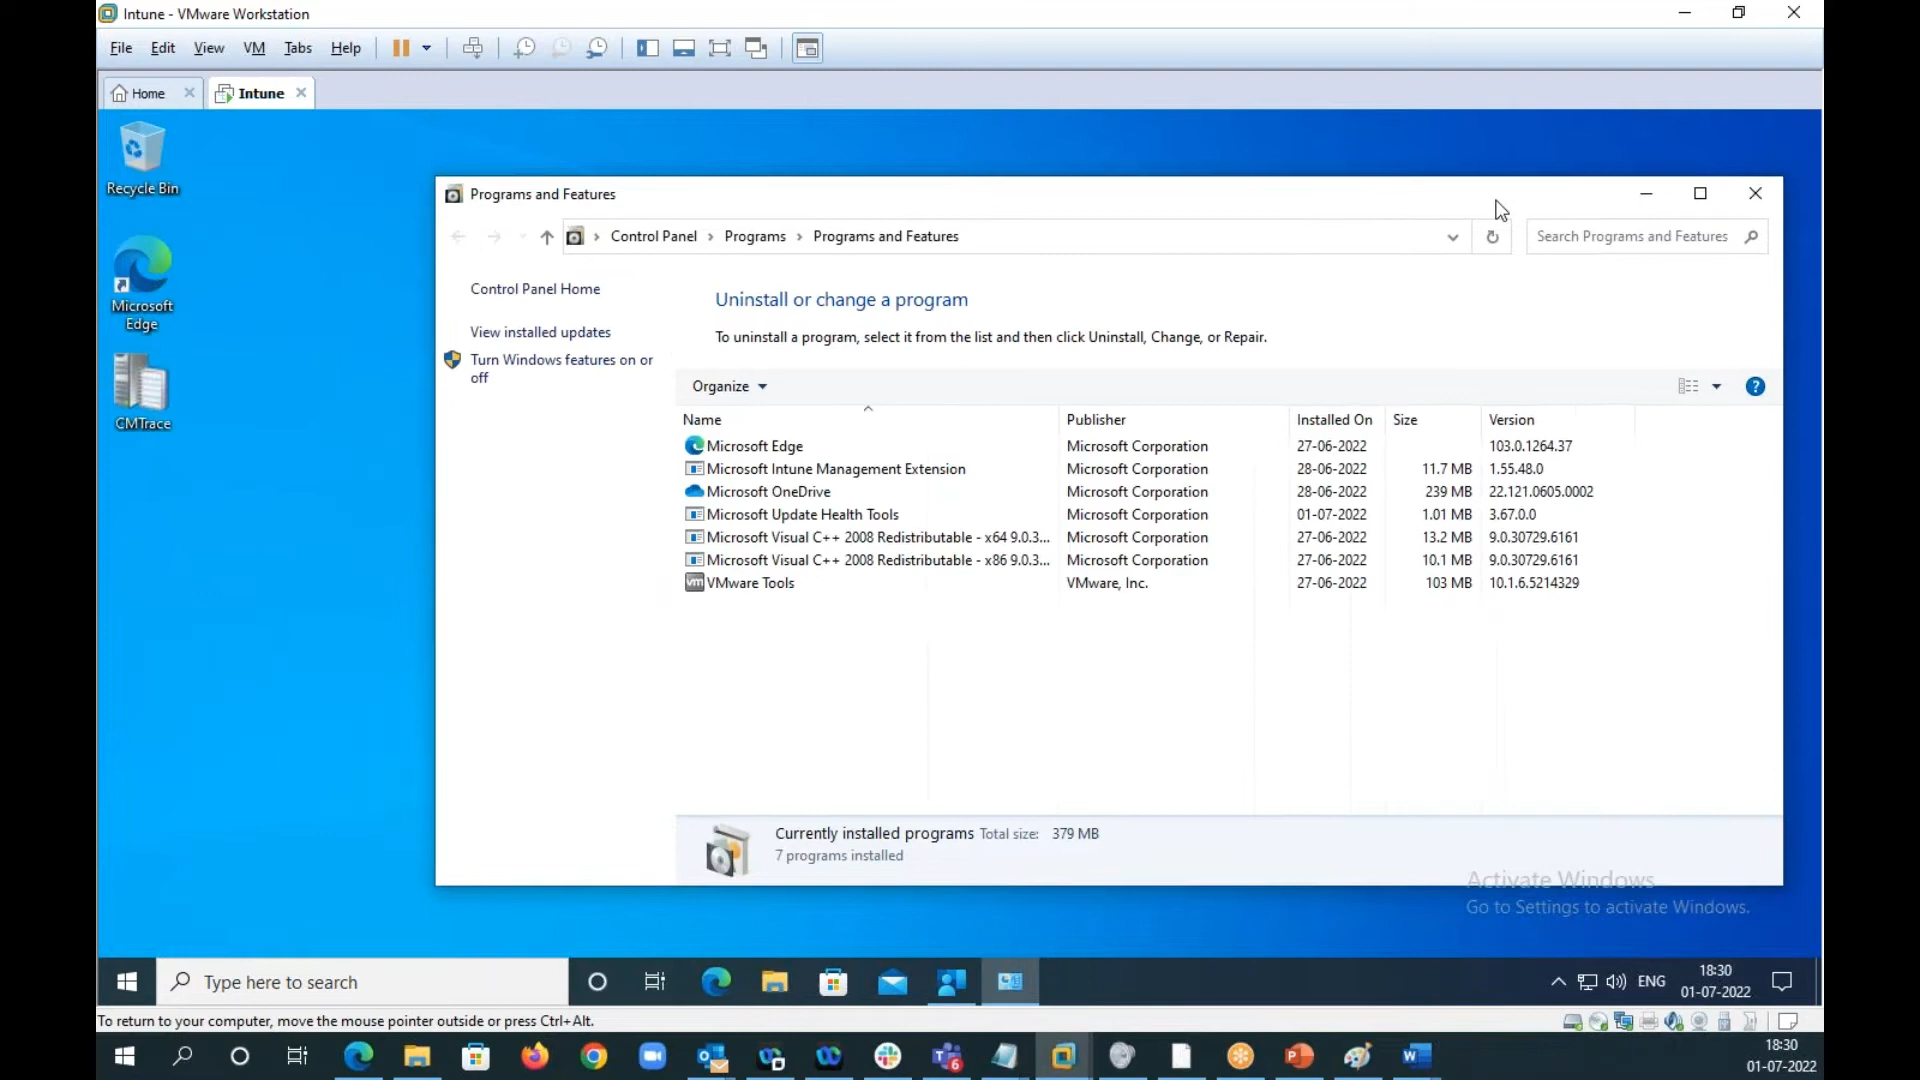 Intune - VMware Workstation
File Edit View VM Tabs Help
Home Intune
Recycle Bin
Microsoft
Edge
CMTrace
Programs and Features
Control Panel Programs Programs and Features
Search Programs and Features
Control Panel Home
View installed updates
Turn Windows features on or
off
Uninstall or change a program
To uninstall a program, select it from the list and then click Uninstall, Change, or Repair.
Organize
Name Publisher Installed On Size Version
Microsoft Edge Microsoft Corporation 27-06-2022 103.0.1264.37
Microsoft Intune Management Extension Microsoft Corporation 28-06-2022 11.7 MB 1.55.48.0
Microsoft OneDrive Microsoft Corporation 28-06-2022 239 MB 22.121.0605.0002
Microsoft Update Health Tools Microsoft Corporation 01-07-2022 1.01 MB 3.67.0.0
Microsoft Visual C++ 2008 Redistributable - x64 9.0.3... Microsoft Corporation 27-06-2022 13.2 MB 9.0.30729.6161
Microsoft Visual C++ 2008 Redistributable - x86 9.0.3... Microsoft Corporation 27-06-2022 10.1 MB 9.0.30729.6161
vm VMware Tools VMware, Inc. 27-06-2022 103 MB 10.1.6.5214329
Currently installed programs Total size: 379 MB
7 programs installed
Activate Windows
Go to Settings to activate Windows.
Type here to search
ENG
18:30
01-07-2022
To return to your computer, move the mouse pointer outside or press Ctrl+Alt.
6
18:30
01-07-2022